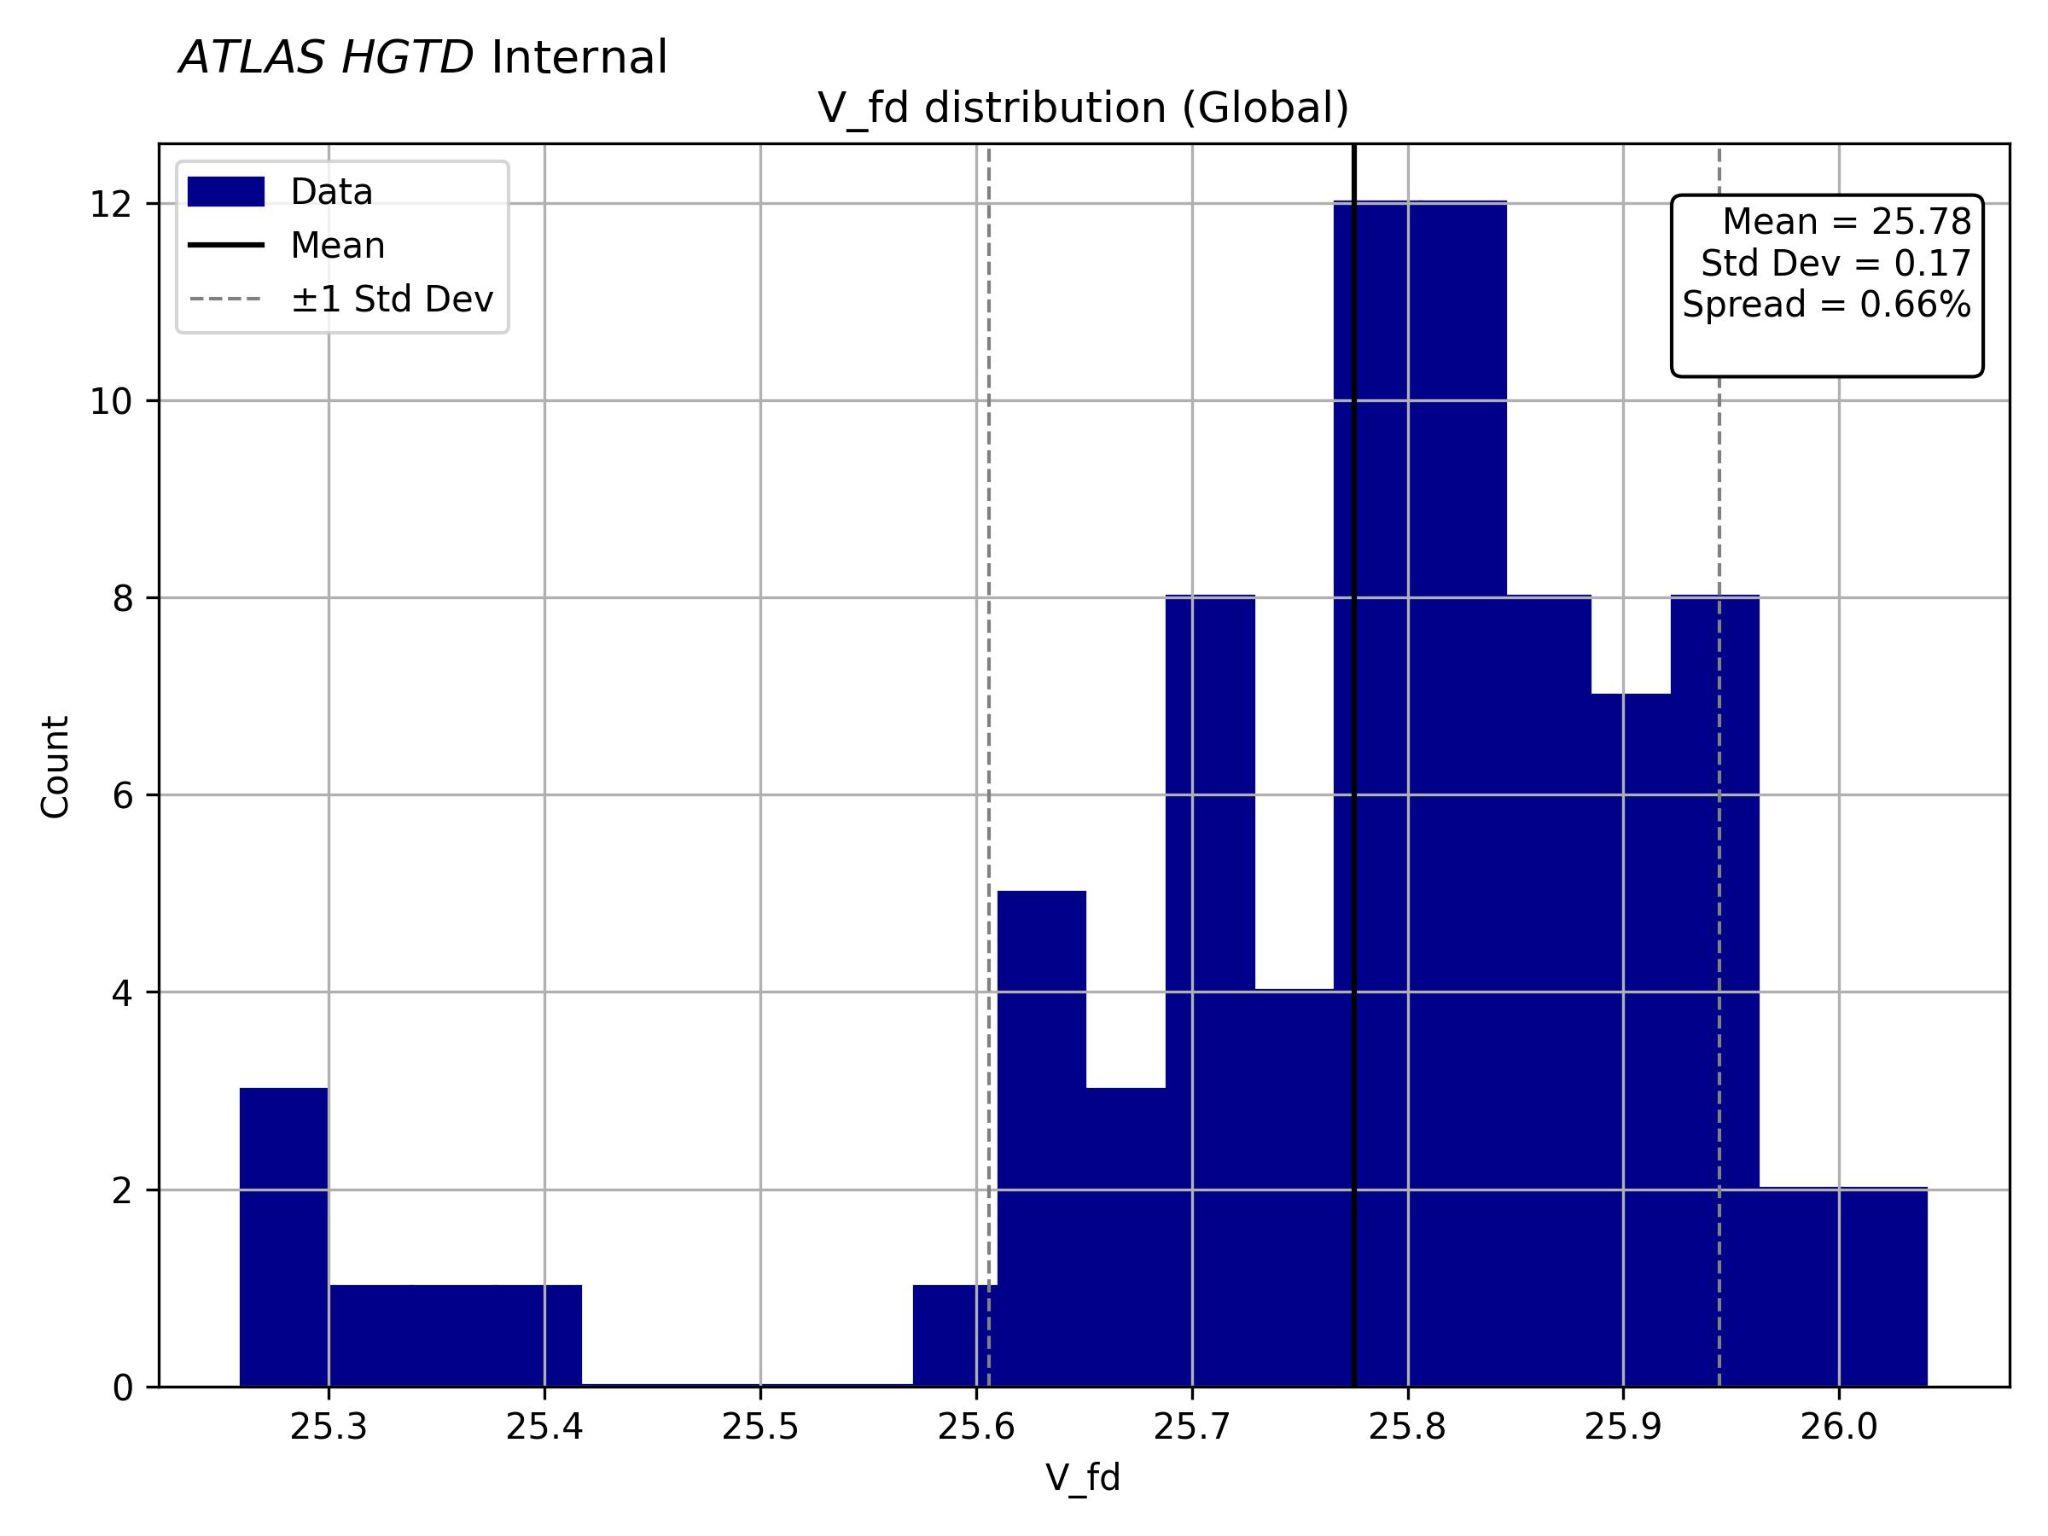 ATLAS HGTD Internal
V_fd distribution (Global)
Data
Mean
±1 Std Dev
Mean = 25.78
Std Dev = 0.17
Spread = 0.66%
12
10
8
6
4
2
0
Count
25.3 25.4 25.5 25.6 25.7 25.8 25.9 26.0
V_fd